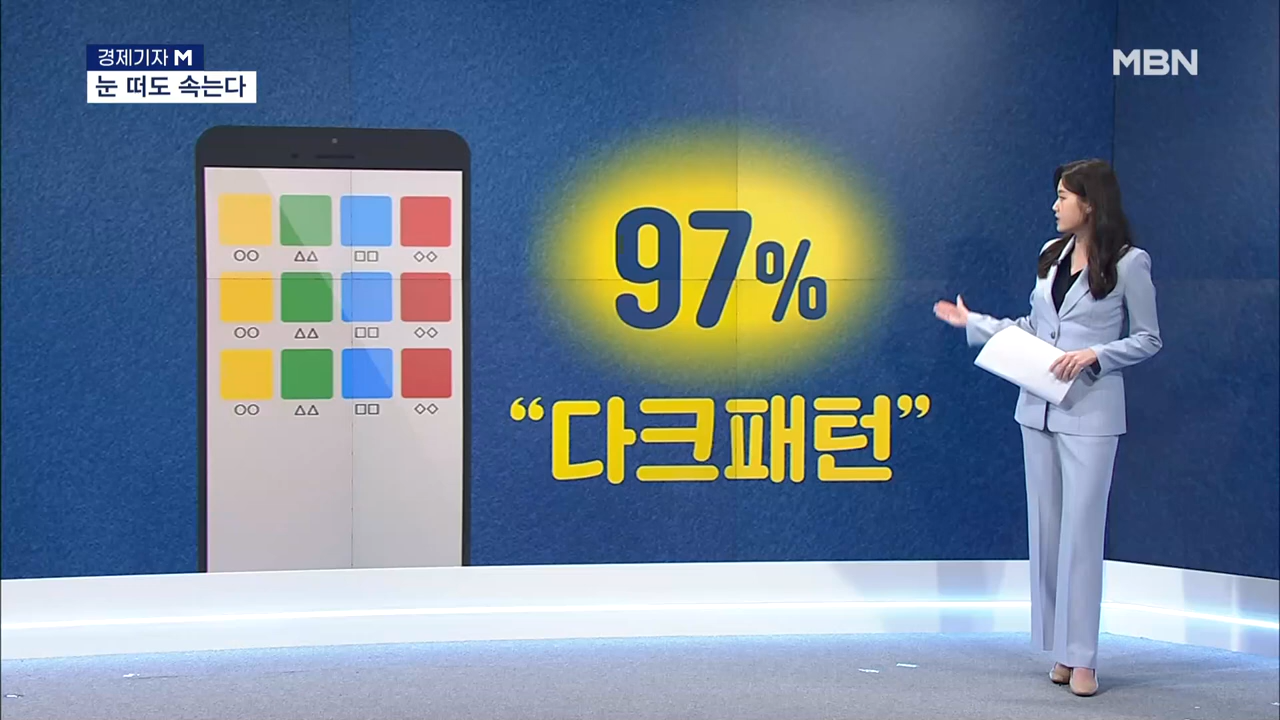 경제기자 M
눈 떠도 속는다
MBN
○○ △△ □□ ◇◇
○○ △△ □□ ◇◇
○○ △△ □□ ◇◇
97%
“다크패턴”